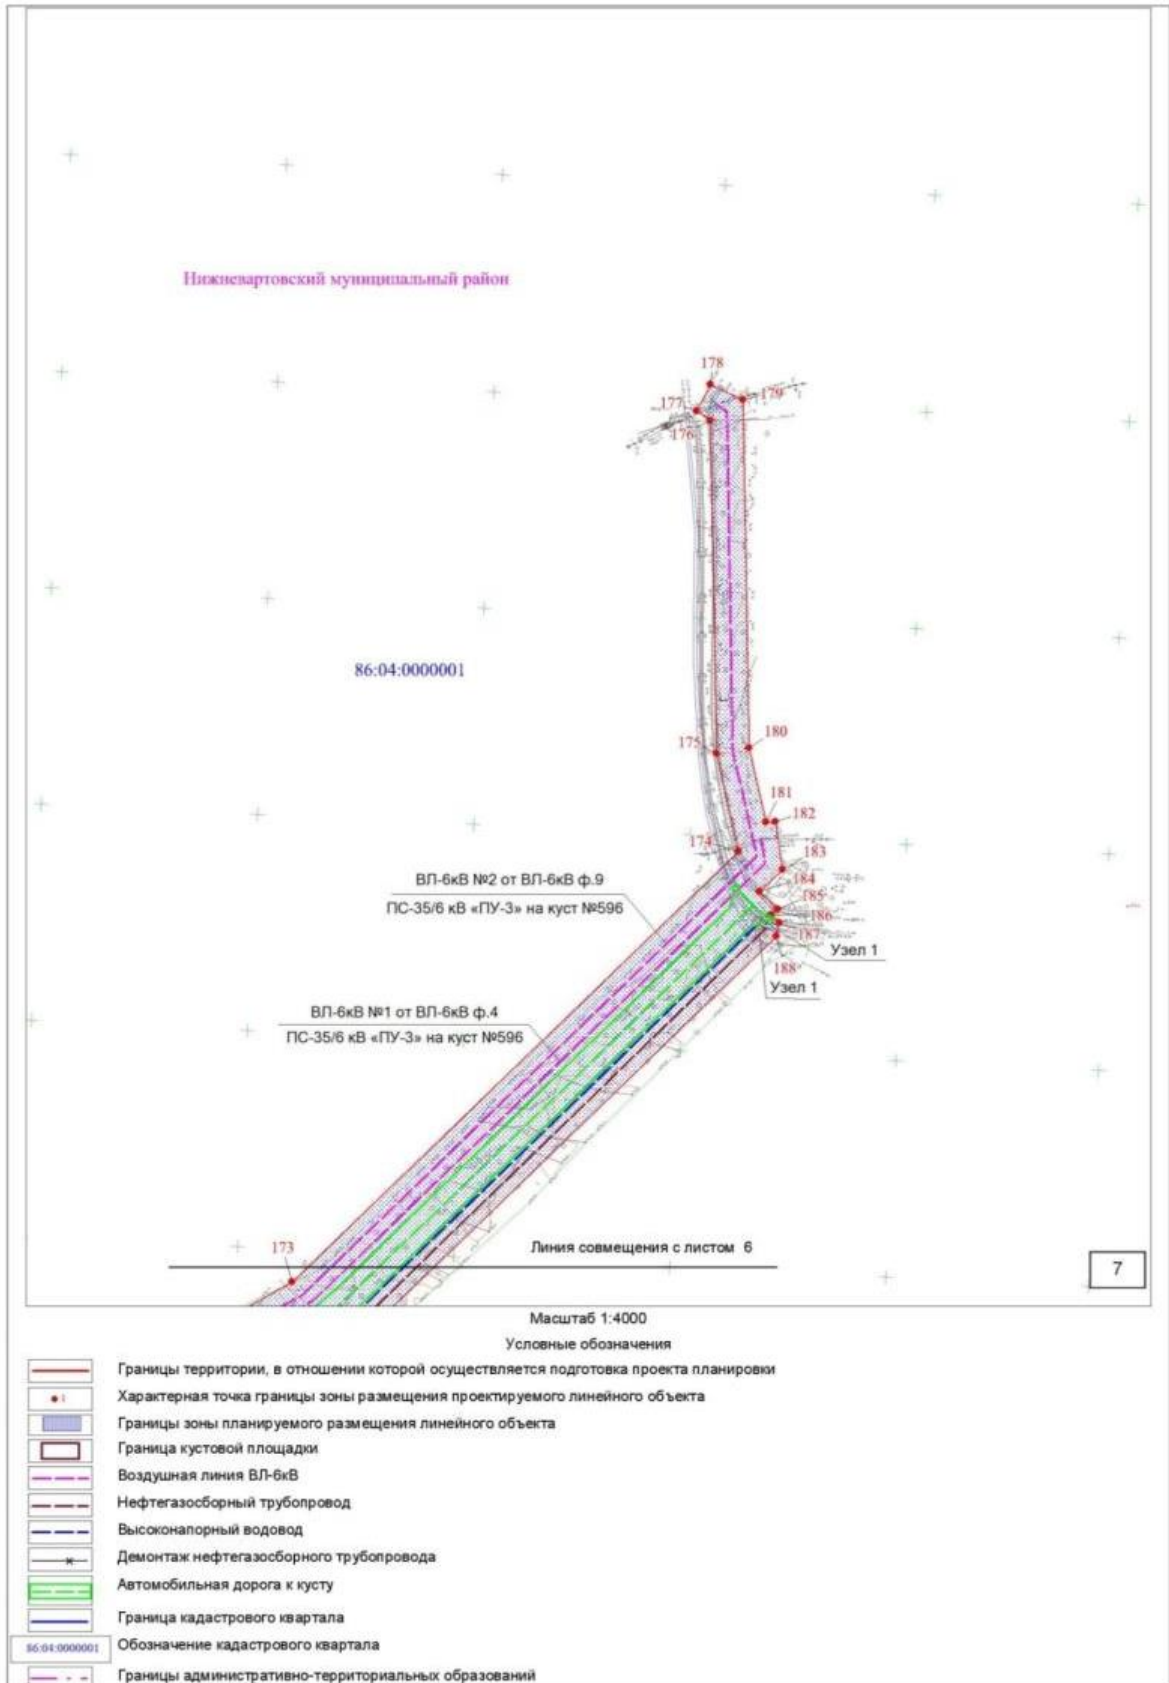 Нижневартовский муниципальный район
178
177
179
176
86:04:0000001
175
180
181
182
174
183
ВЛ-6кВ №2 от ВЛ-6кВ ф.9
184
ПС-35/6 кВ «ПУ-3» на куст №596
185
186
187
Узел 1
188
Узел 1
ВЛ-6кВ №1 от ВЛ-6кВ ф.4
ПС-35/6 кВ «ПУ-3» на куст №596
173
Линия совмещения с листом 6
7
Масштаб 1:4000
Условные обозначения
Границы территории, в отношении которой осуществляется подготовка проекта планировки
1 Характерная точка границы зоны размещения проектируемого линейного объекта
Границы зоны планируемого размещения линейного объекта
Граница кустовой площадки
Воздушная линия ВЛ-6кВ
Нефтегазосборный трубопровод
Высоконапорный водовод
Демонтаж нефтегазосборного трубопровода
Автомобильная дорога к кусту
Граница кадастрового квартала
86:04:0000001 Обозначение кадастрового квартала
Границы административно-территориальных образований